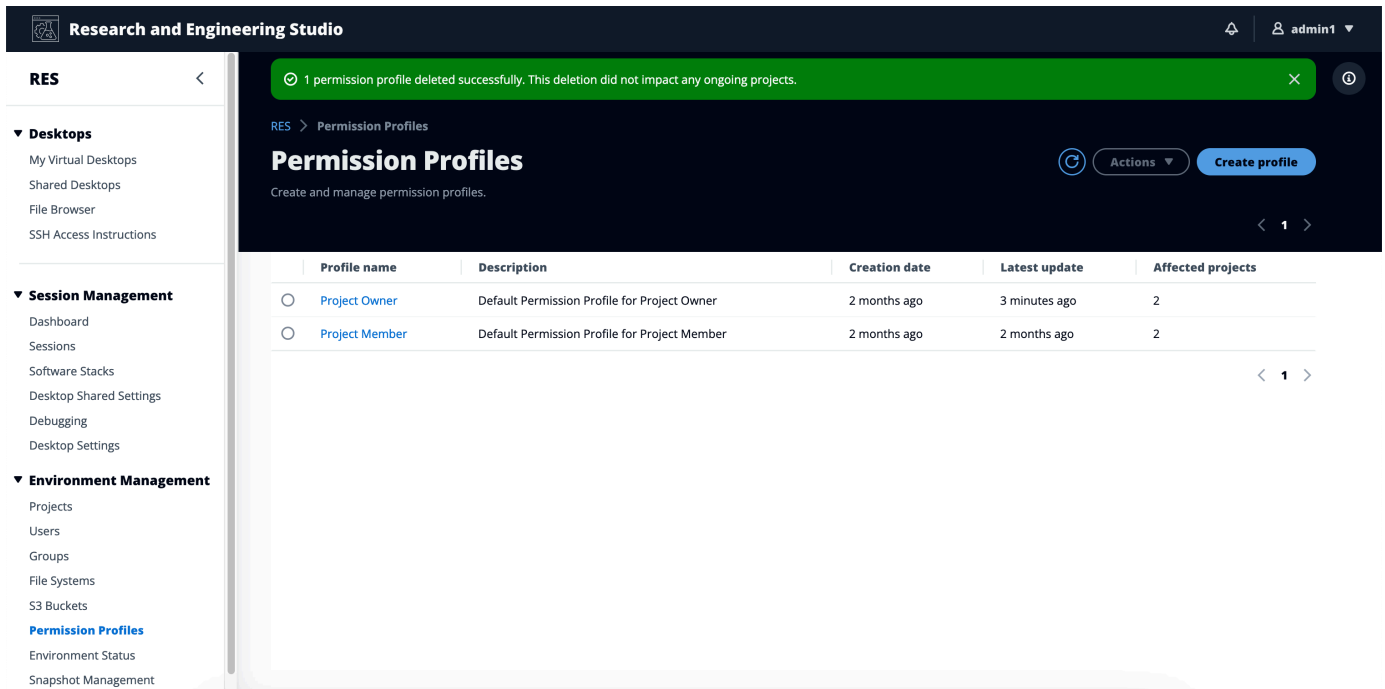 Research and Engineering Studio
admin1
RES
Desktops
My Virtual Desktops
Shared Desktops
File Browser
SSH Access Instructions
Session Management
Dashboard
Sessions
Software Stacks
Desktop Shared Settings
Debugging
Desktop Settings
Environment Management
Projects
Users
Groups
File Systems
S3 Buckets
Permission Profiles
Environment Status
Snapshot Management
1 permission profile deleted successfully. This deletion did not impact any ongoing projects.
RES > Permission Profiles
Permission Profiles
Actions
Create profile
Create and manage permission profiles.
< 1 >
Profile name Description Creation date Latest update Affected projects
Project Owner Default Permission Profile for Project Owner 2 months ago 3 minutes ago 2
Project Member Default Permission Profile for Project Member 2 months ago 2 months ago 2
< 1 >